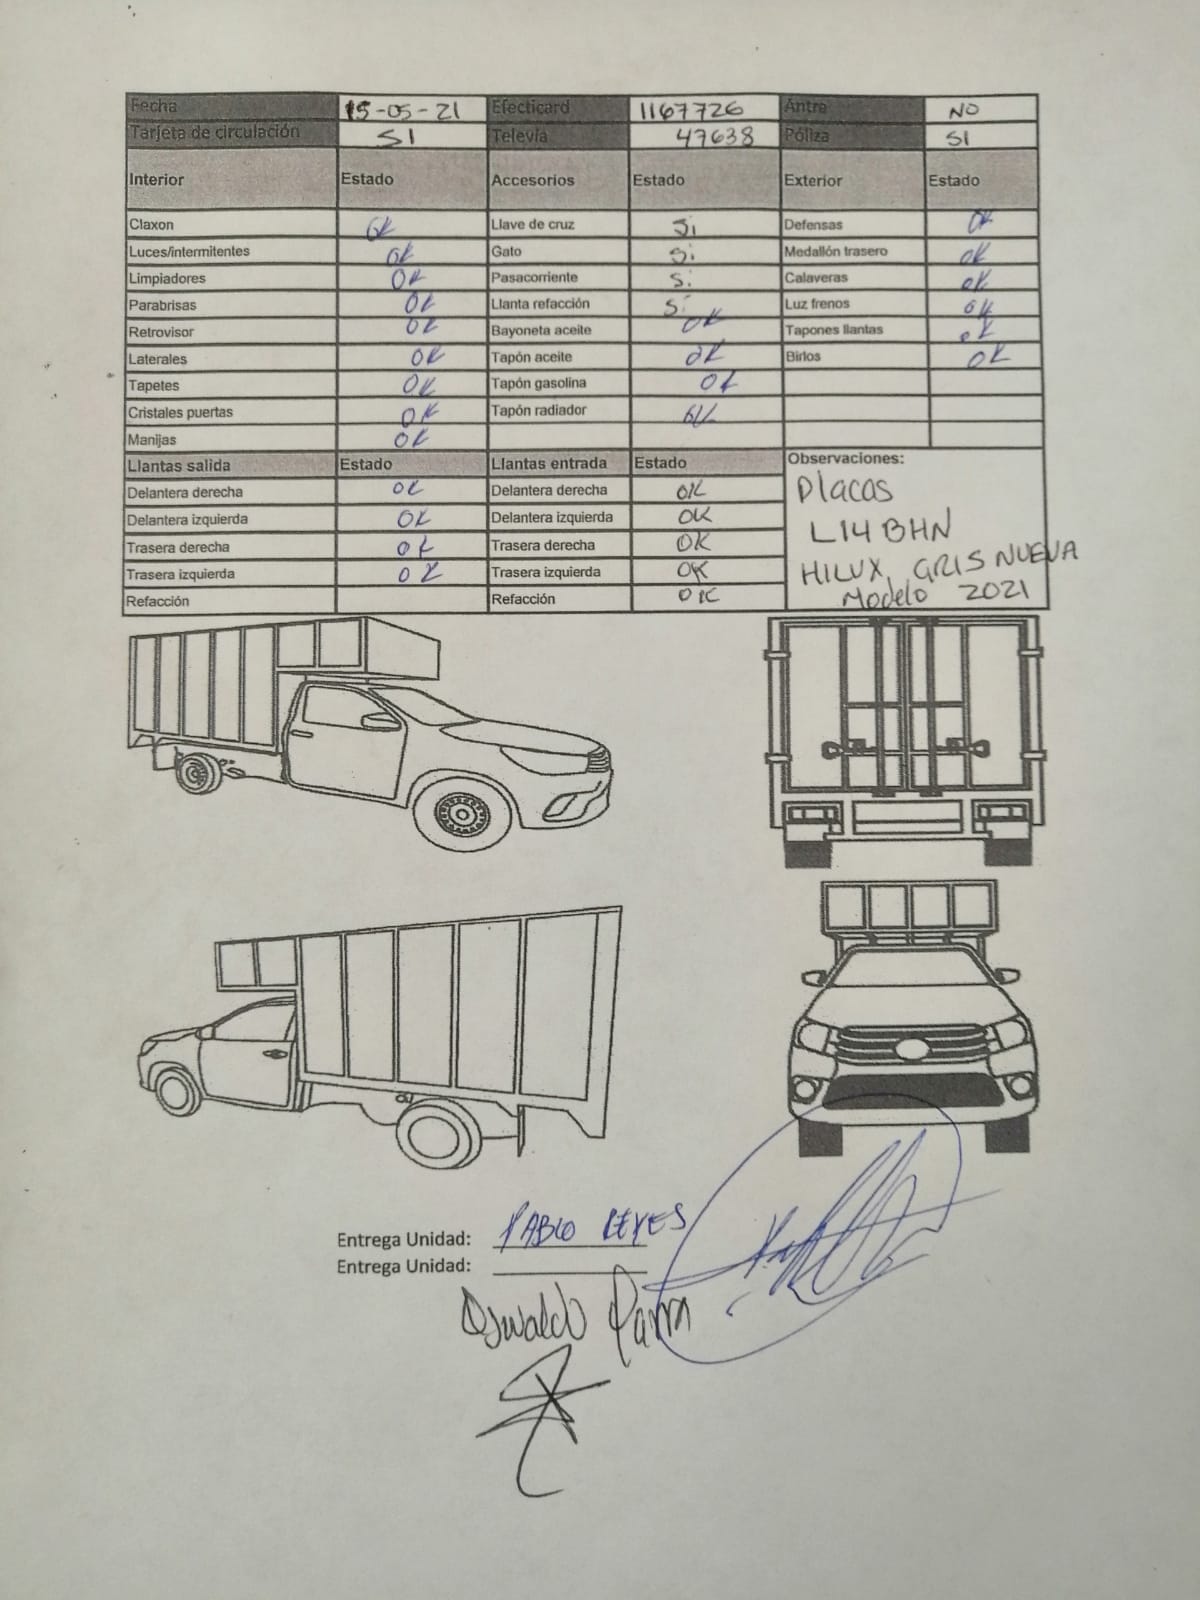 Fecha 15-05-21 Efecticard 1167726 Antra NO
Tarjeta de circulación SI Televía 47638 Póliza SI
Interior Estado Accesorios Estado Exterior Estado
Claxon OK Llave de cruz Si Defensas OK
Luces/intermitentes OK Gato Si Medallón trasero OK
Limpiadores OK Pasacorriente Si Calaveras OK
Parabrisas OK Llanta refacción Si Luz frenos OK
Retrovisor OK Bayoneta aceite OK Tapones llantas OK
Laterales OK Tapón aceite OK Birlos OK
Tapetes OK Tapón gasolina OK
Cristales puertas OK Tapón radiador OK
Manijas OK
Llantas salida Estado Llantas entrada Estado Observaciones:
Delantera derecha OK Delantera derecha OK Placas
Delantera izquierda OK Delantera izquierda OK L14BHN
Trasera derecha OK Trasera derecha OK HILUX GRIS NUEVA
Trasera izquierda OK Trasera izquierda OK Modelo 2021
Refacción Refacción OK
Entrega Unidad: PABLO REYES
Entrega Unidad:
Oswaldo Parra